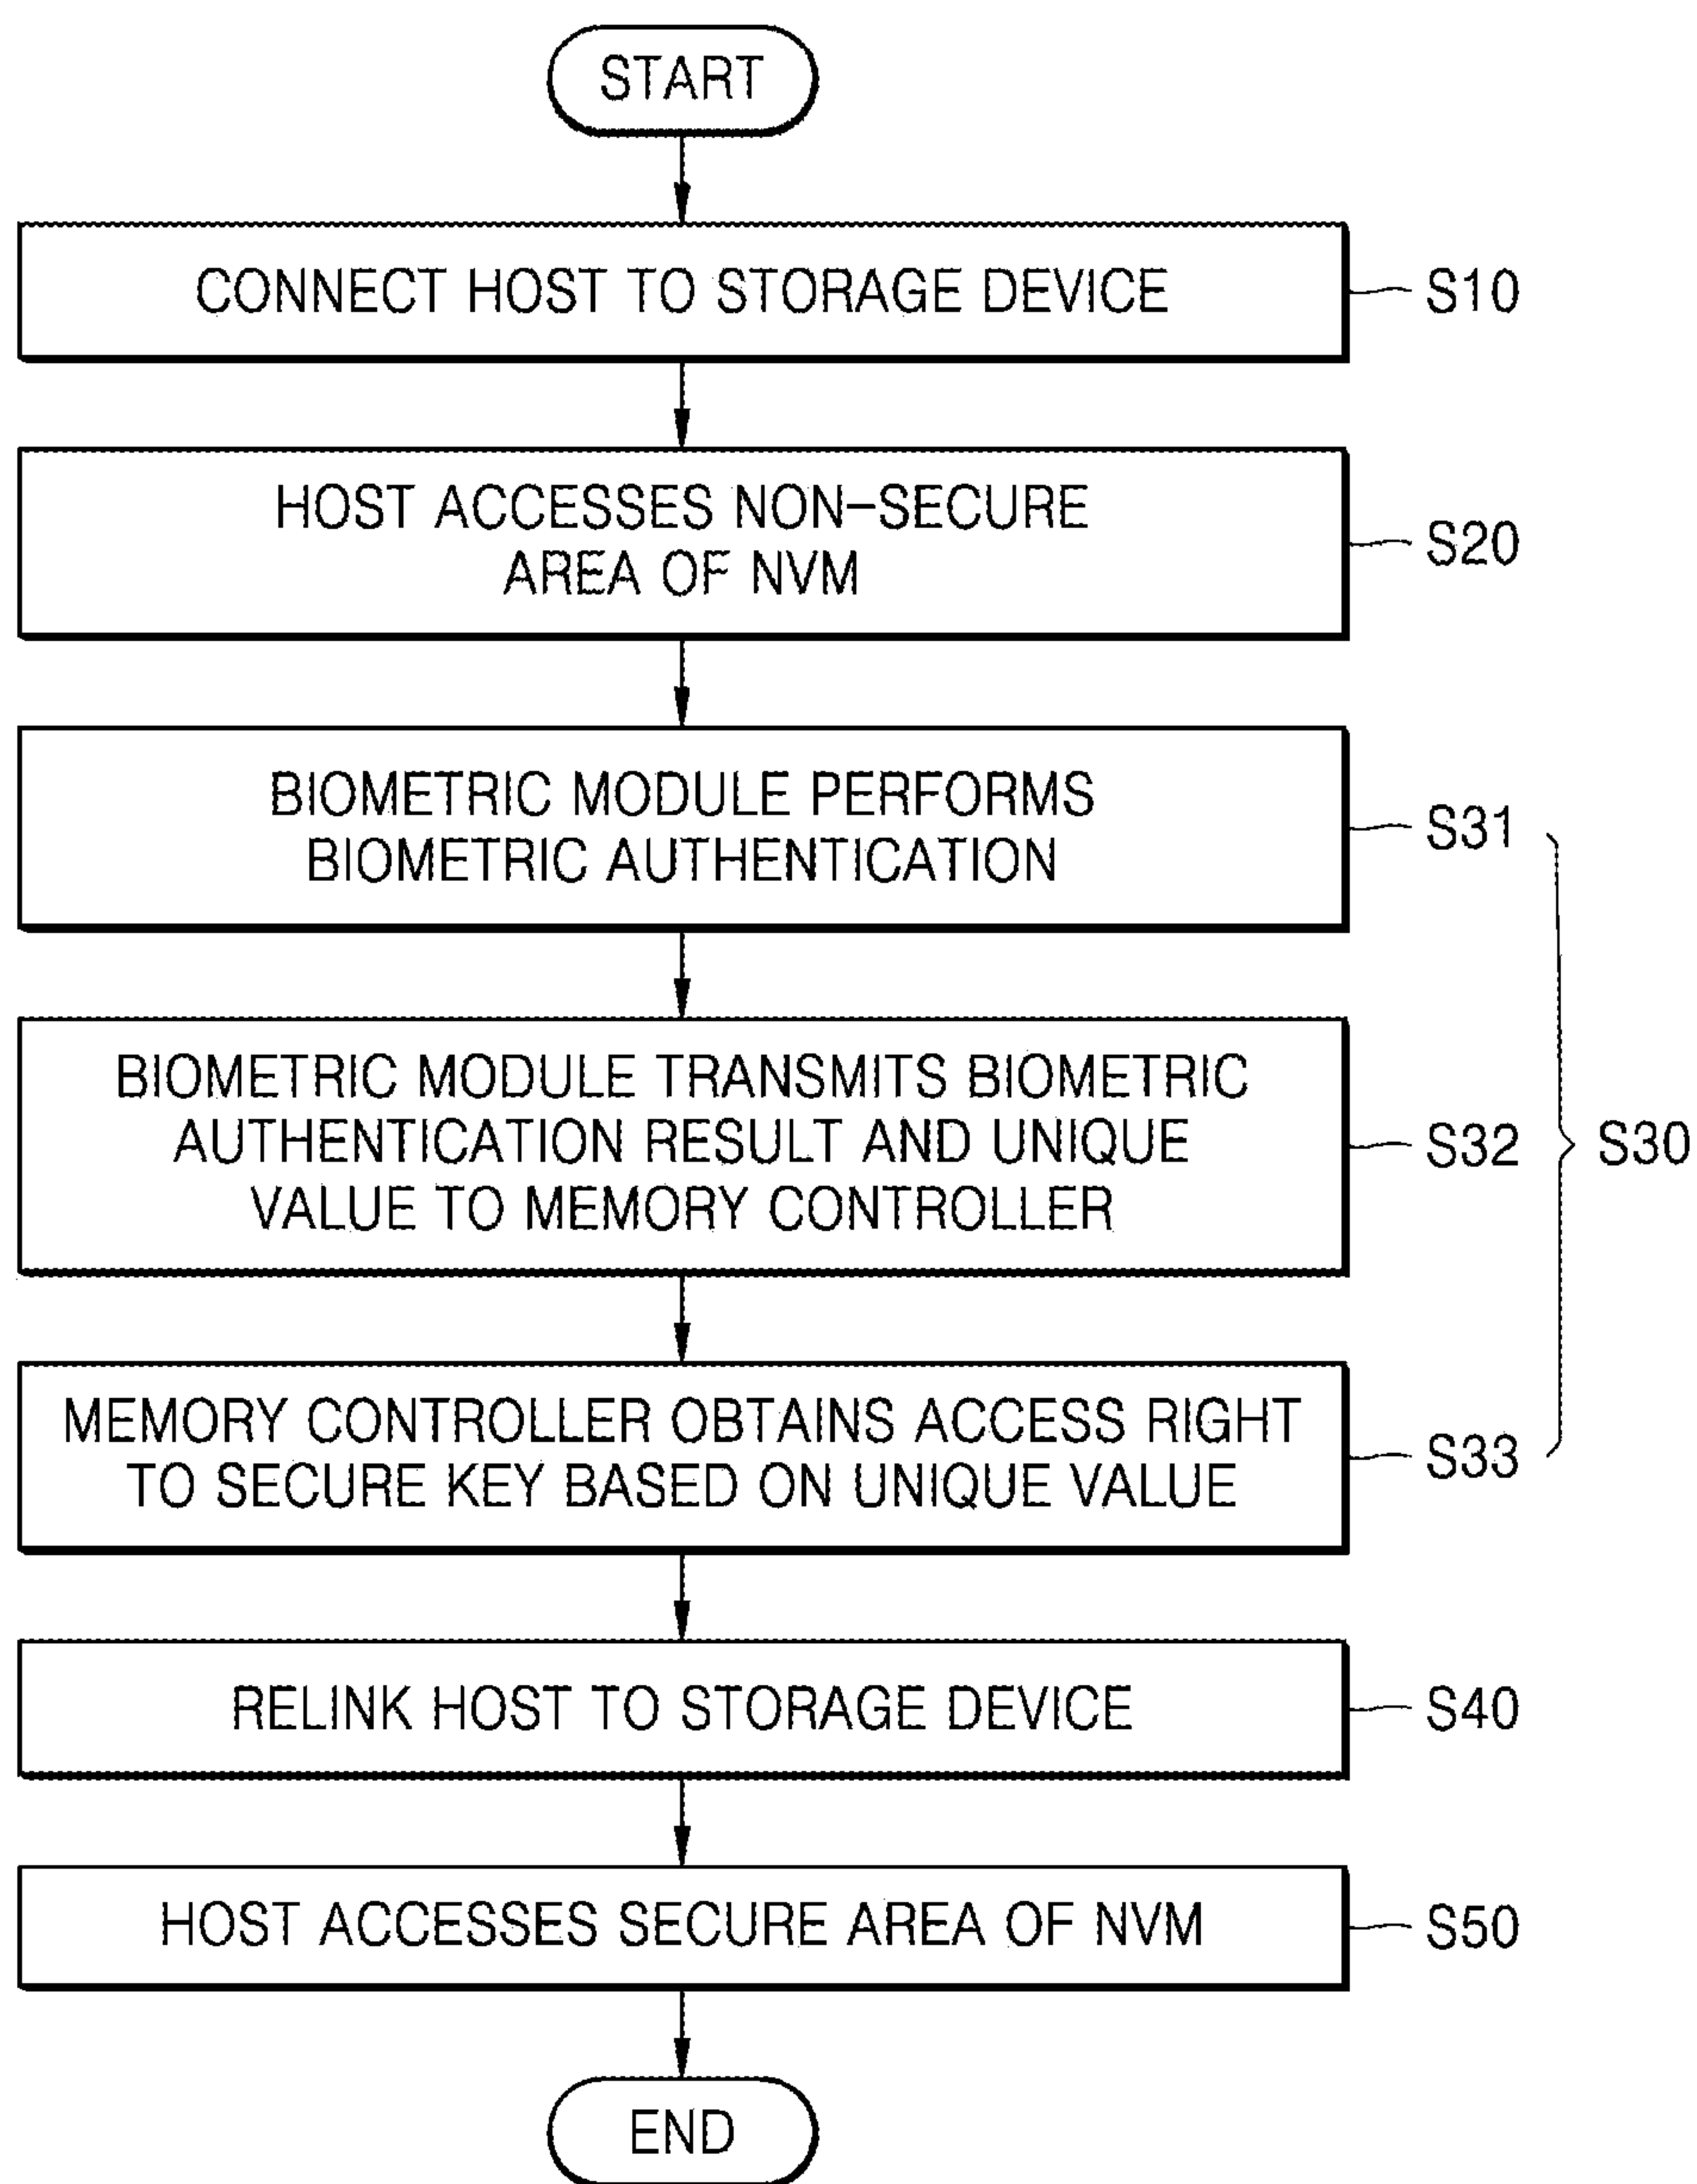 START
CONNECT HOST TO STORAGE DEVICE
S10
HOST ACCESSES NON-SECURE
AREA OF NVM
S20
BIOMETRIC MODULE PERFORMS
BIOMETRIC AUTHENTICATION
S31
BIOMETRIC MODULE TRANSMITS BIOMETRIC
AUTHENTICATION RESULT AND UNIQUE
VALUE TO MEMORY CONTROLLER
S32
S30
MEMORY CONTROLLER OBTAINS ACCESS RIGHT
TO SECURE KEY BASED ON UNIQUE VALUE
S33
RELINK HOST TO STORAGE DEVICE
S40
HOST ACCESSES SECURE AREA OF NVM
S50
END